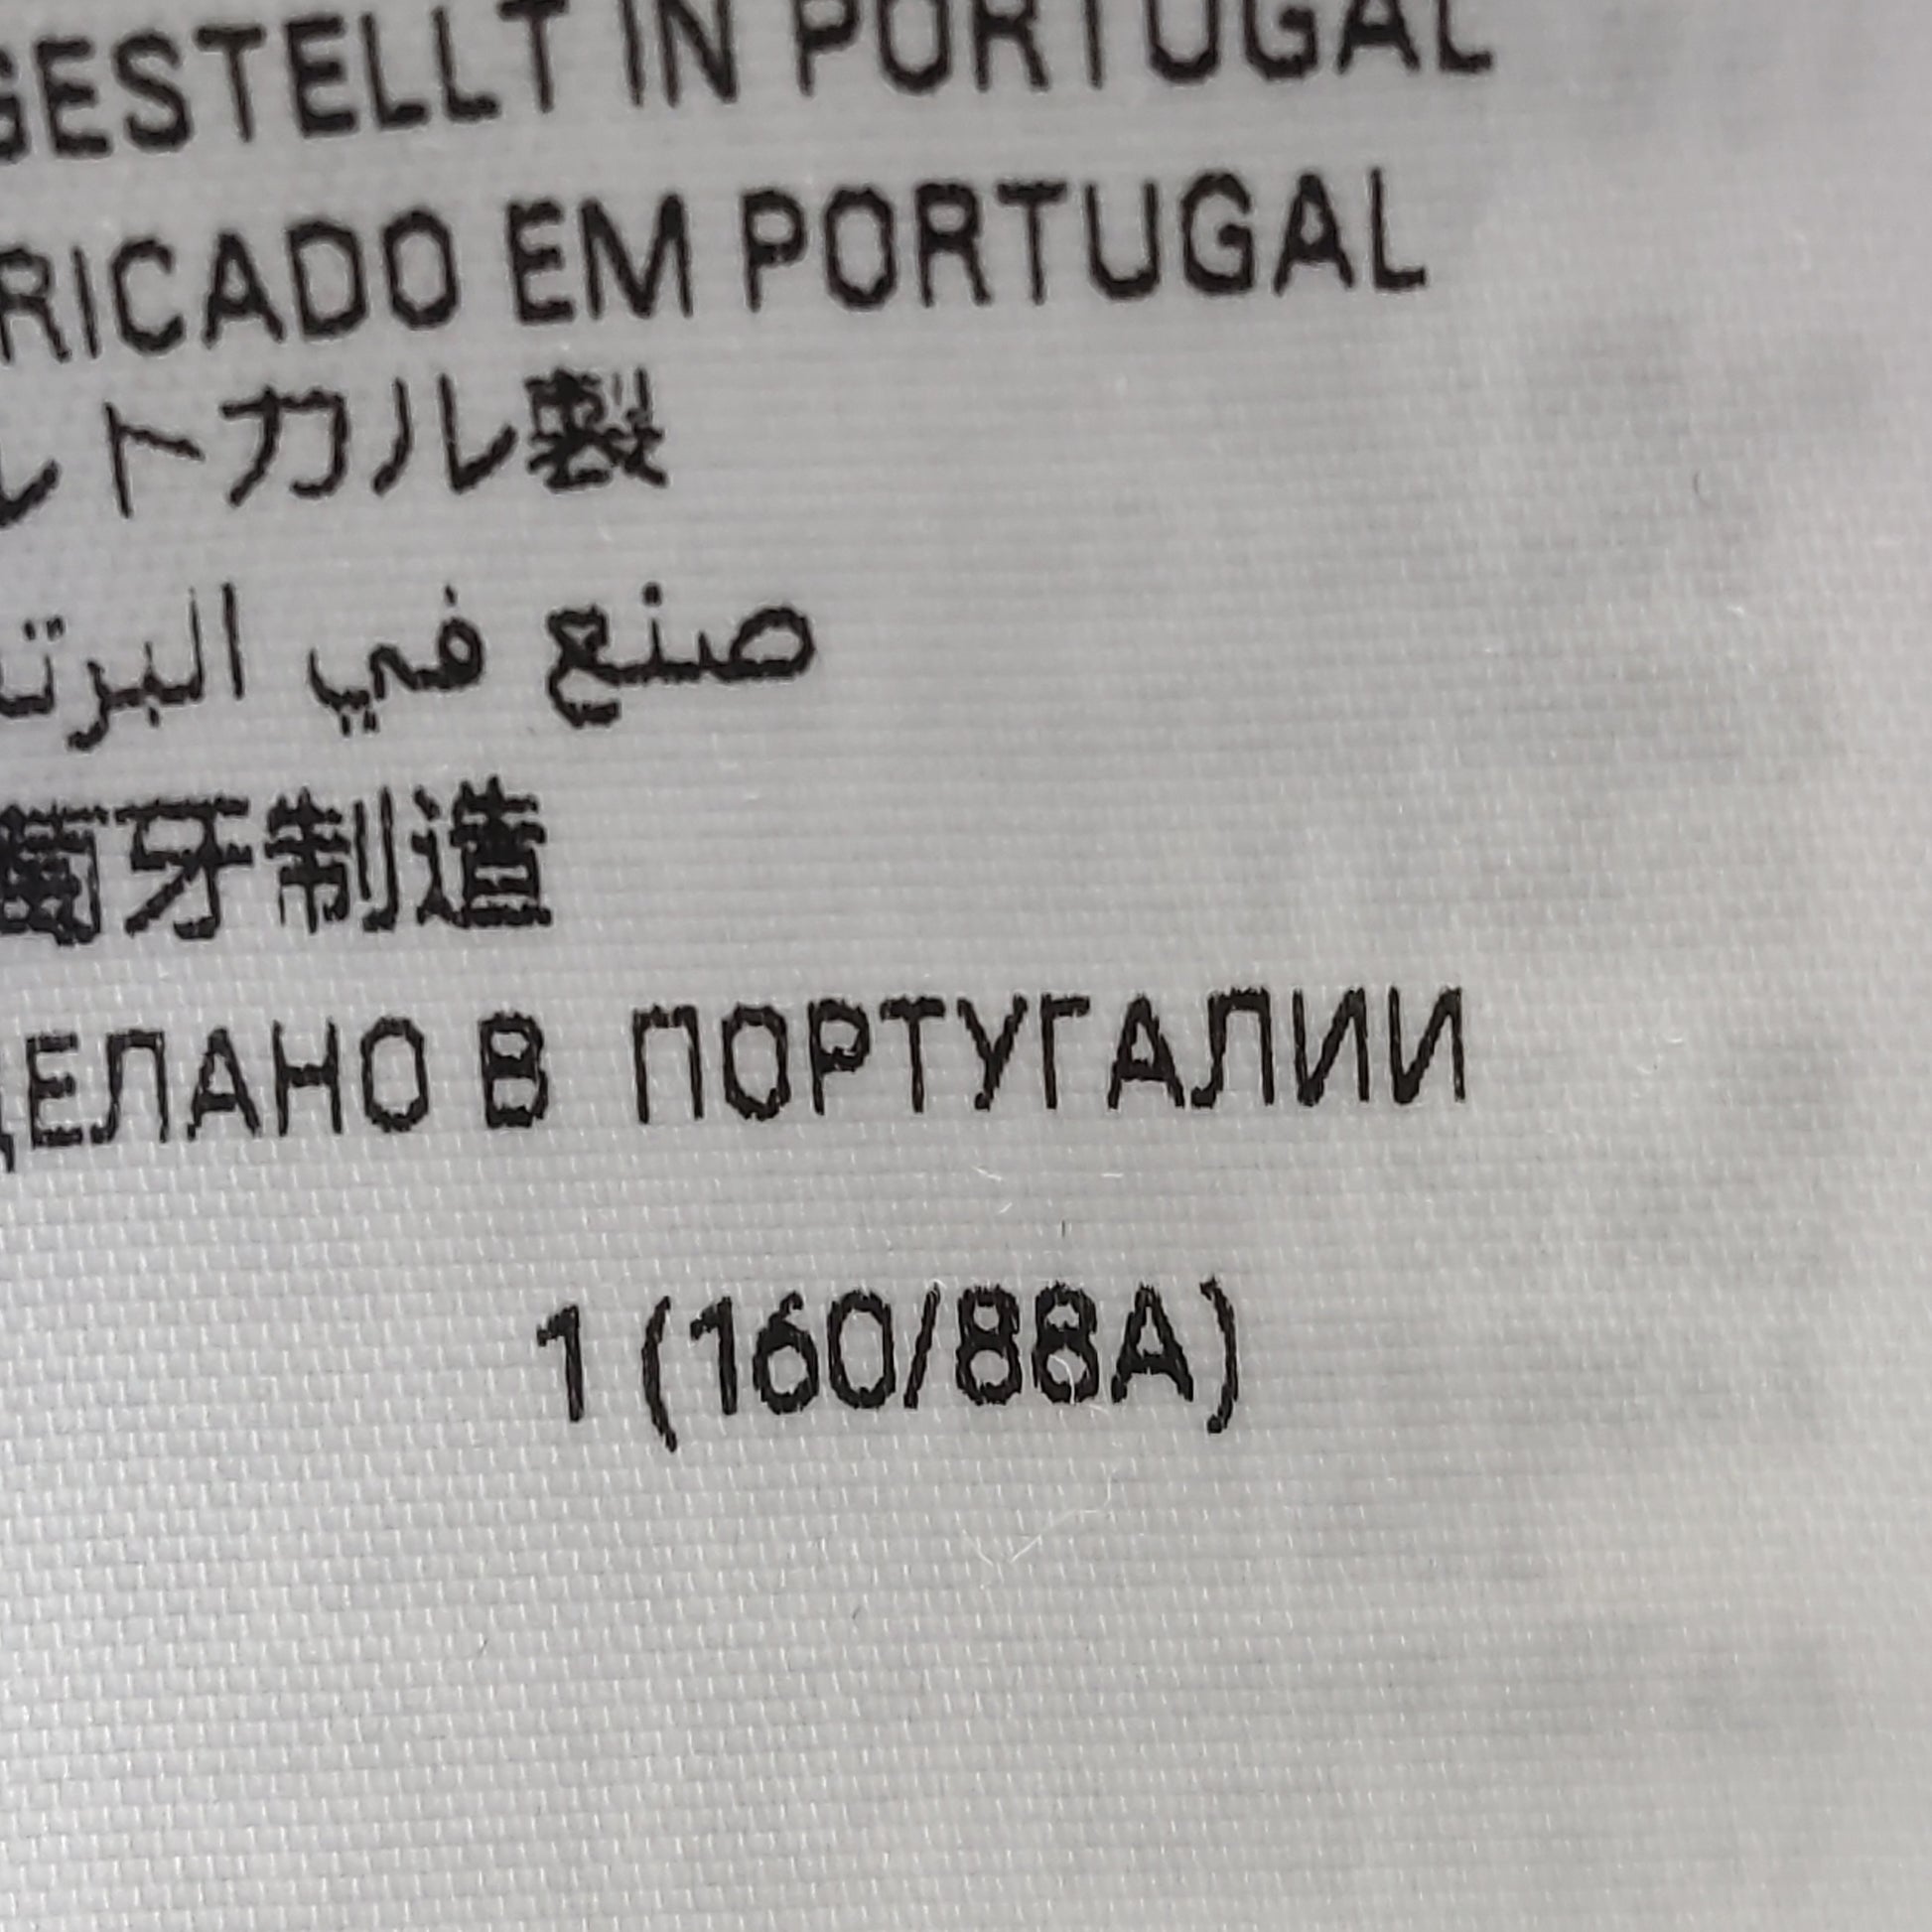 GESTELLT IN PORTUGAL
RICADO EM PORTUGAL
ルトガル製
صنع في البرتـ
萄牙制造
ДЕЛАНО В ПОРТУГАЛИИ
1 (160/88A)